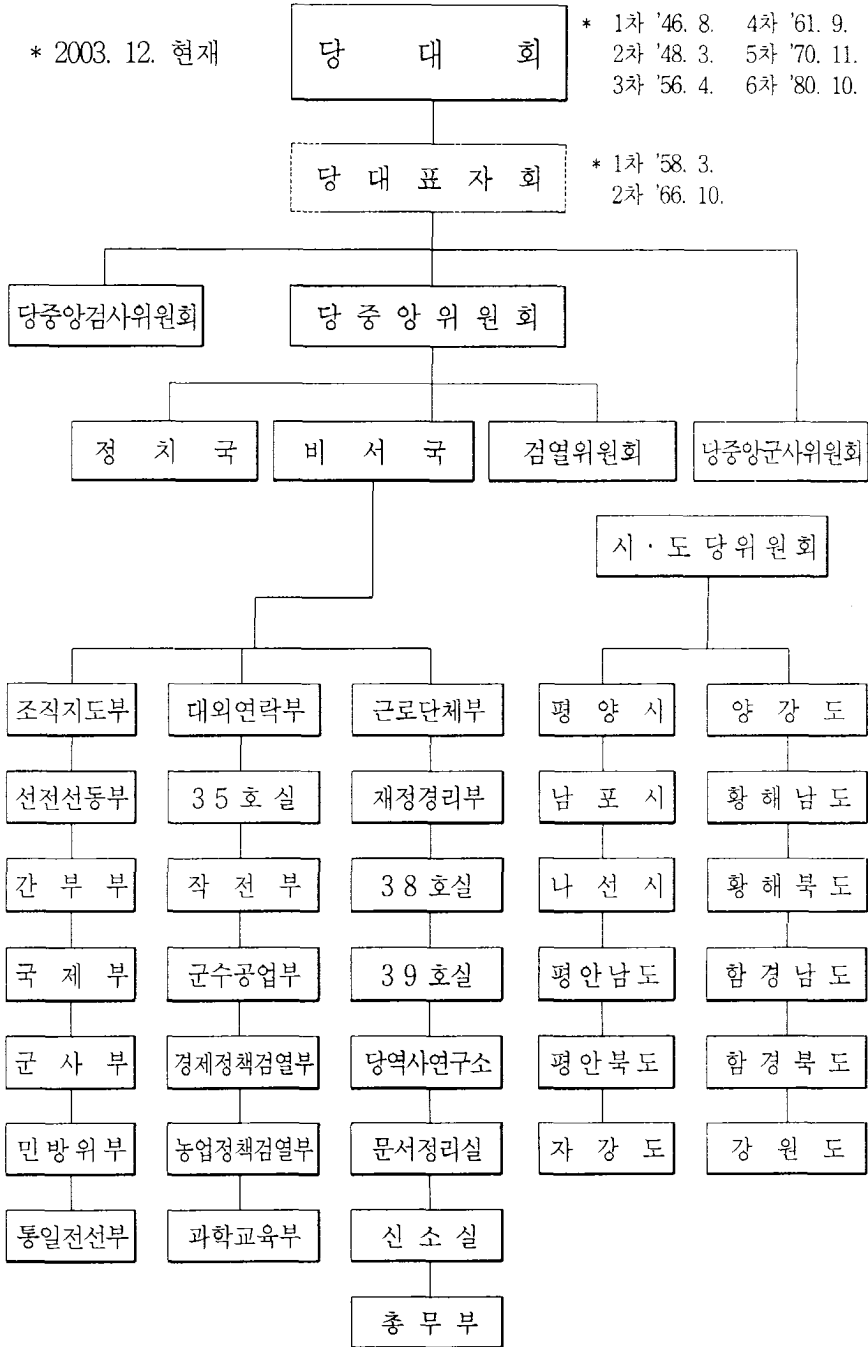 * 2003. 12. 현재
당 대 회
* 1차 '46. 8. 4차 '61. 9.
2차 '48. 3. 5차 '70. 11.
3차 '56. 4. 6차 '80. 10.
당 대 표 자 회
* 1차 '58. 3.
2차 '66. 10.
당중앙검사위원회
당 중 앙 위 원 회
정 치 국
비 서 국
검열위원회
당중앙군사위원회
시 · 도 당위원회
조직지도부
대외연락부
근로단체부
평 양 시
양 강 도
선전선동부
3 5 호 실
재정경리부
남 포 시
황 해 남 도
간 부 부
작 전 부
3 8 호실
나 선 시
황 해 북 도
국 제 부
군수공업부
3 9 호실
평 안 남 도
함 경 남 도
군 사 부
경제정책검열부
당역사연구소
평 안 북 도
함 경 북 도
민 방 위 부
농업정책검열부
문서정리실
자 강 도
강 원 도
통일전선부
과학교육부
신 소 실
총 무 부